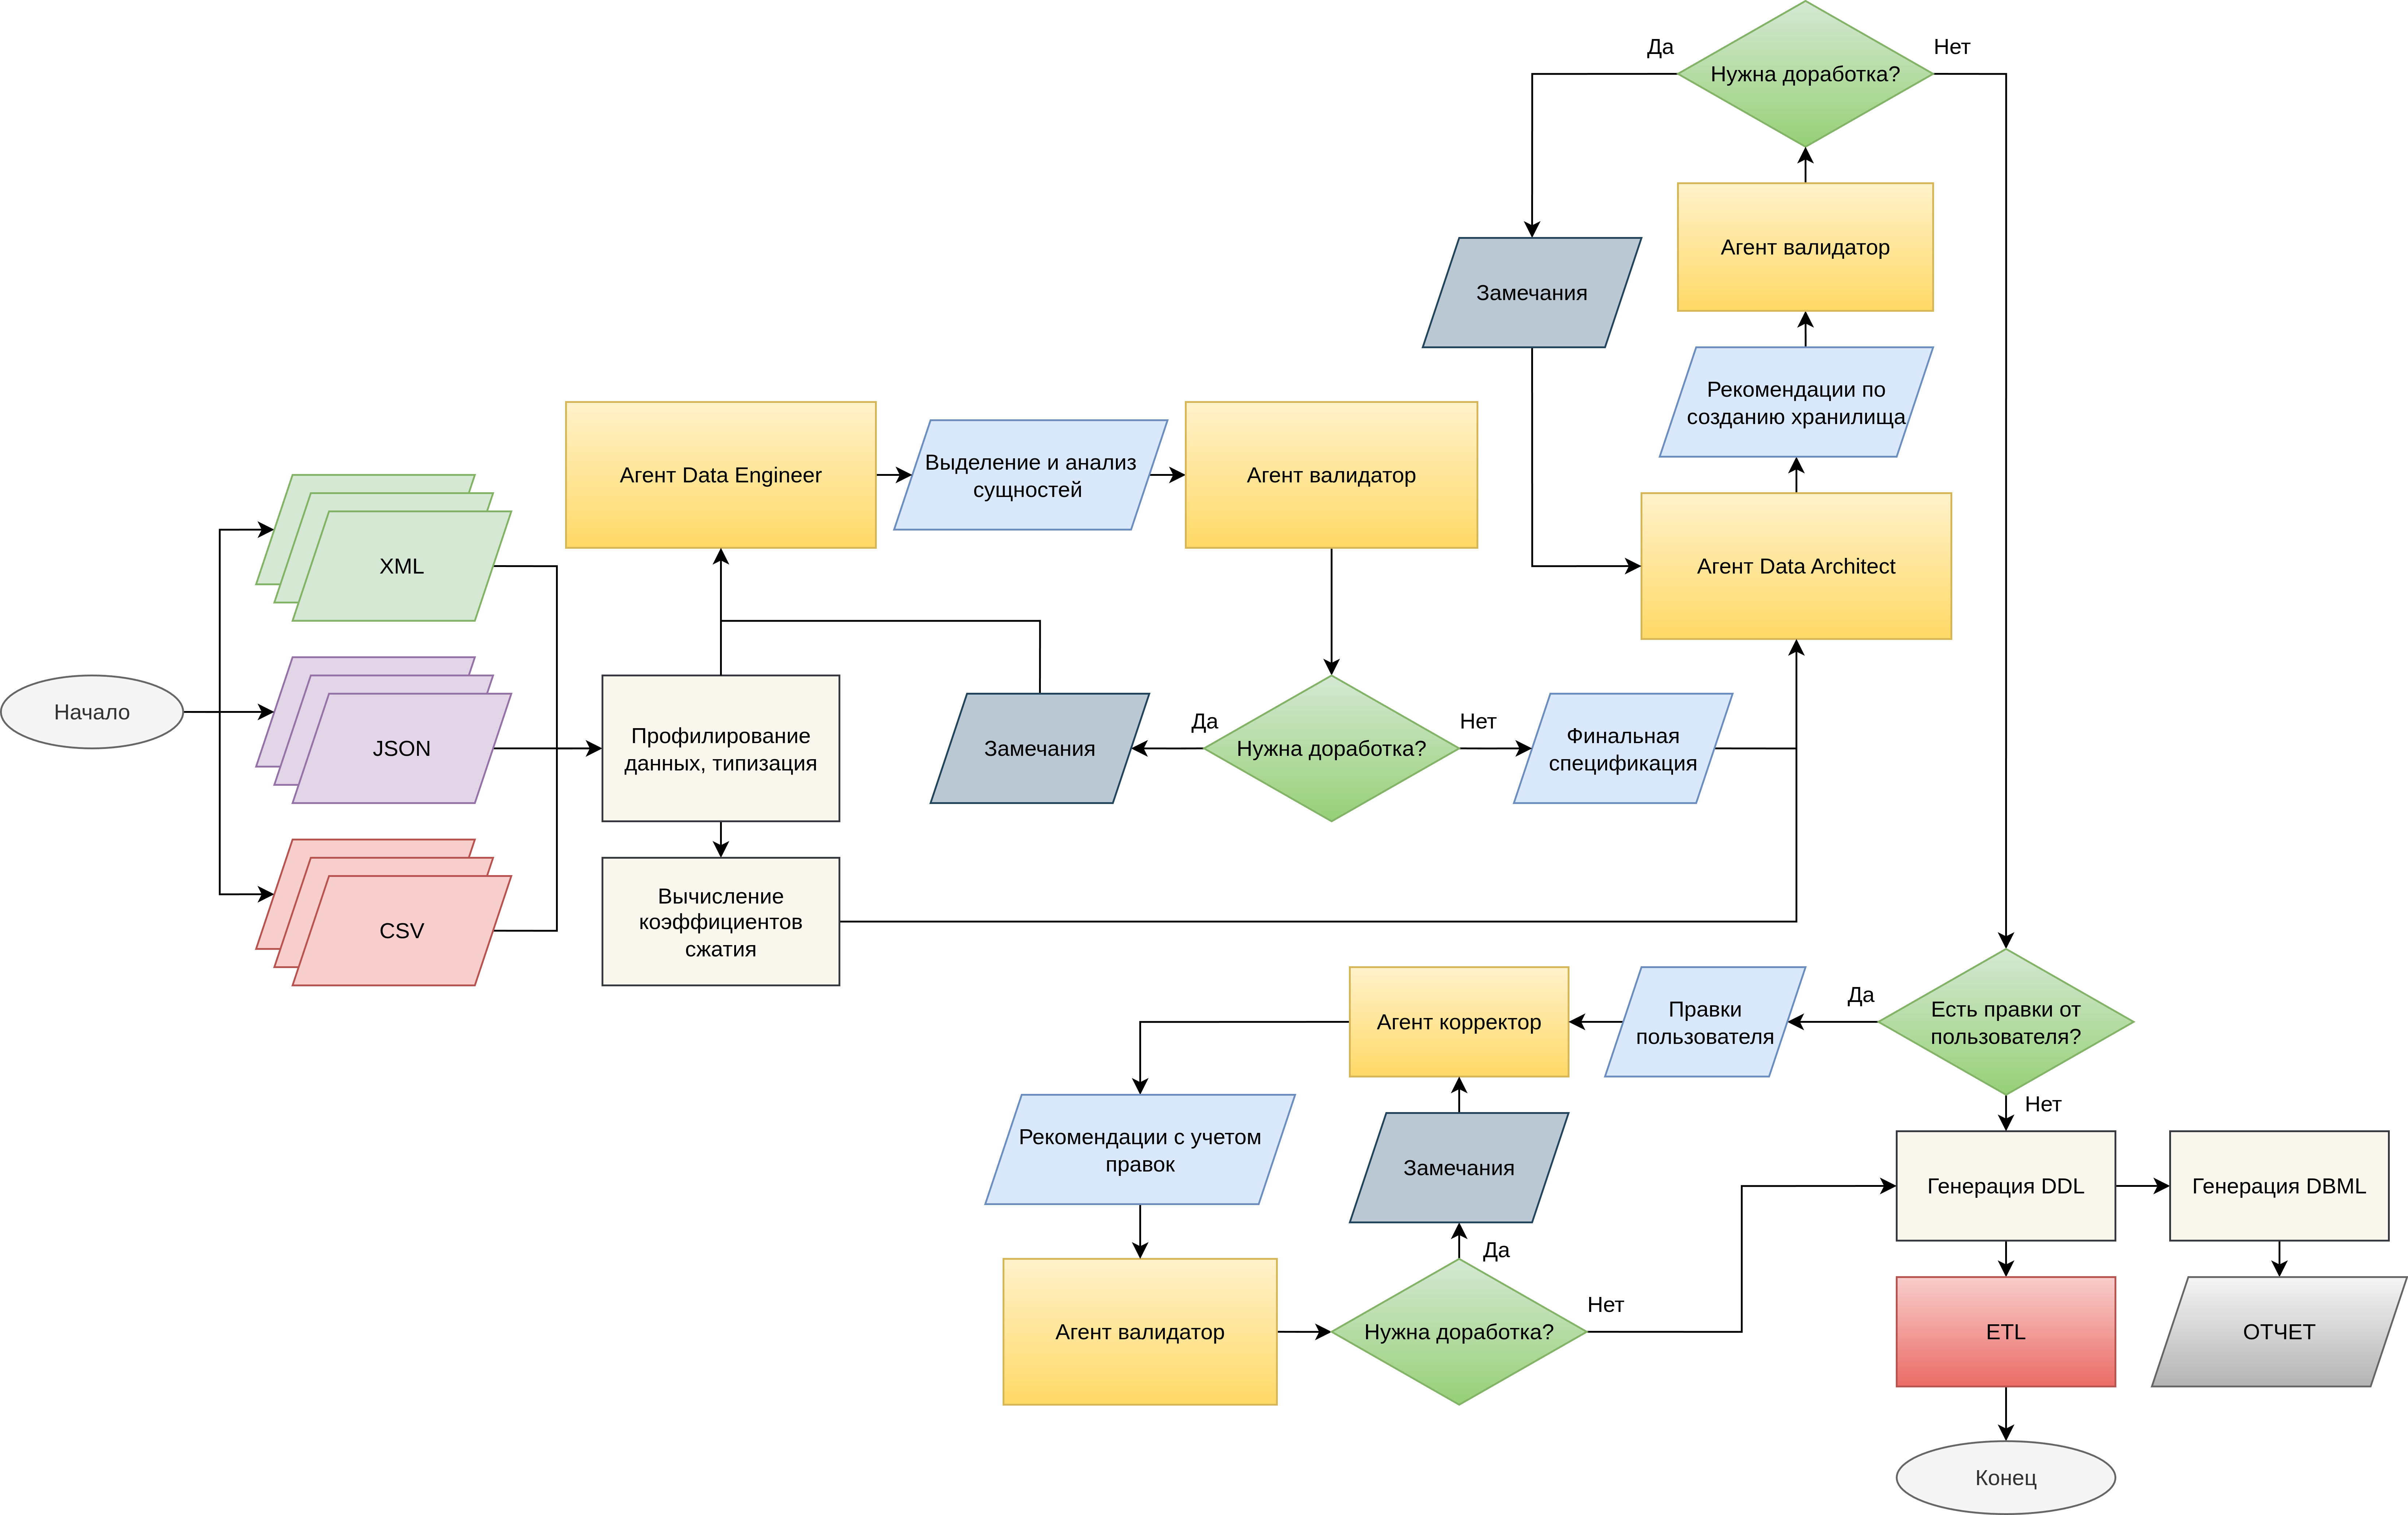 Да
Нет
Нужна доработка?
Агент валидатор
Замечания
Рекомендации по
созданию хранилища
Агент Data Engineer
Выделение и анализ
сущностей
Агент валидатор
Агент Data Architect
XML
Начало
JSON
Профилирование
данных, типизация
Замечания
Да
Нужна доработка?
Нет
Финальная
спецификация
Вычисление
коэффициентов
сжатия
CSV
Агент корректор
Правки
пользователя
Да
Есть правки от
пользователя?
Нет
Рекомендации с учетом
правок
Замечания
Генерация DDL
Генерация DBML
Да
Нет
Агент валидатор
Нужна доработка?
ETL
ОТЧЕТ
Конец